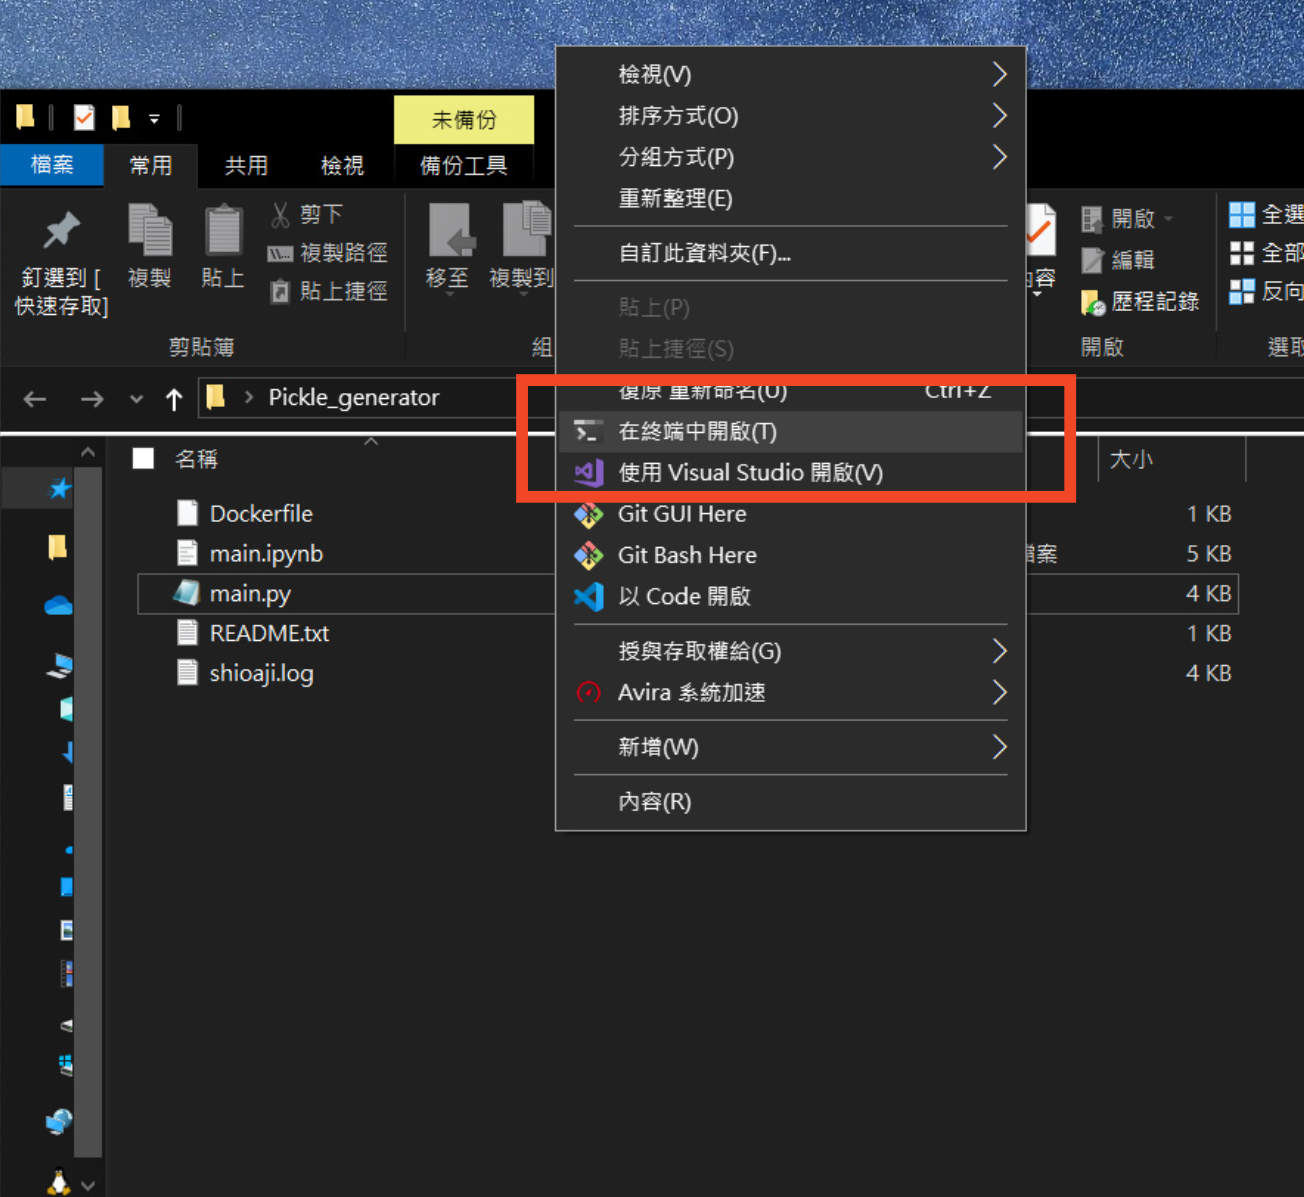 未備份
檔案
常用
共用
檢視
備份工具
釘選到 [
快速存取]
複製
貼上
剪下
複製路徑
貼上捷徑
剪貼簿
移至
複製到
組
容
開啟
編輯
歷程記錄
開啟
全選
全部
反向
選取
Pickle_generator
名稱
大小
Dockerfile
1 KB
main.ipynb
檔案
5 KB
main.py
4 KB
README.txt
1 KB
shioaji.log
4 KB
檢視(V)
排序方式(O)
分組方式(P)
重新整理(E)
自訂此資料夾(F)...
貼上(P)
貼上捷徑(S)
復原 重新命名(U) Ctrl+Z
在終端中開啟(T)
使用 Visual Studio 開啟(V)
Git GUI Here
Git Bash Here
以 Code 開啟
授與存取權給(G)
Avira 系統加速
新增(W)
內容(R)